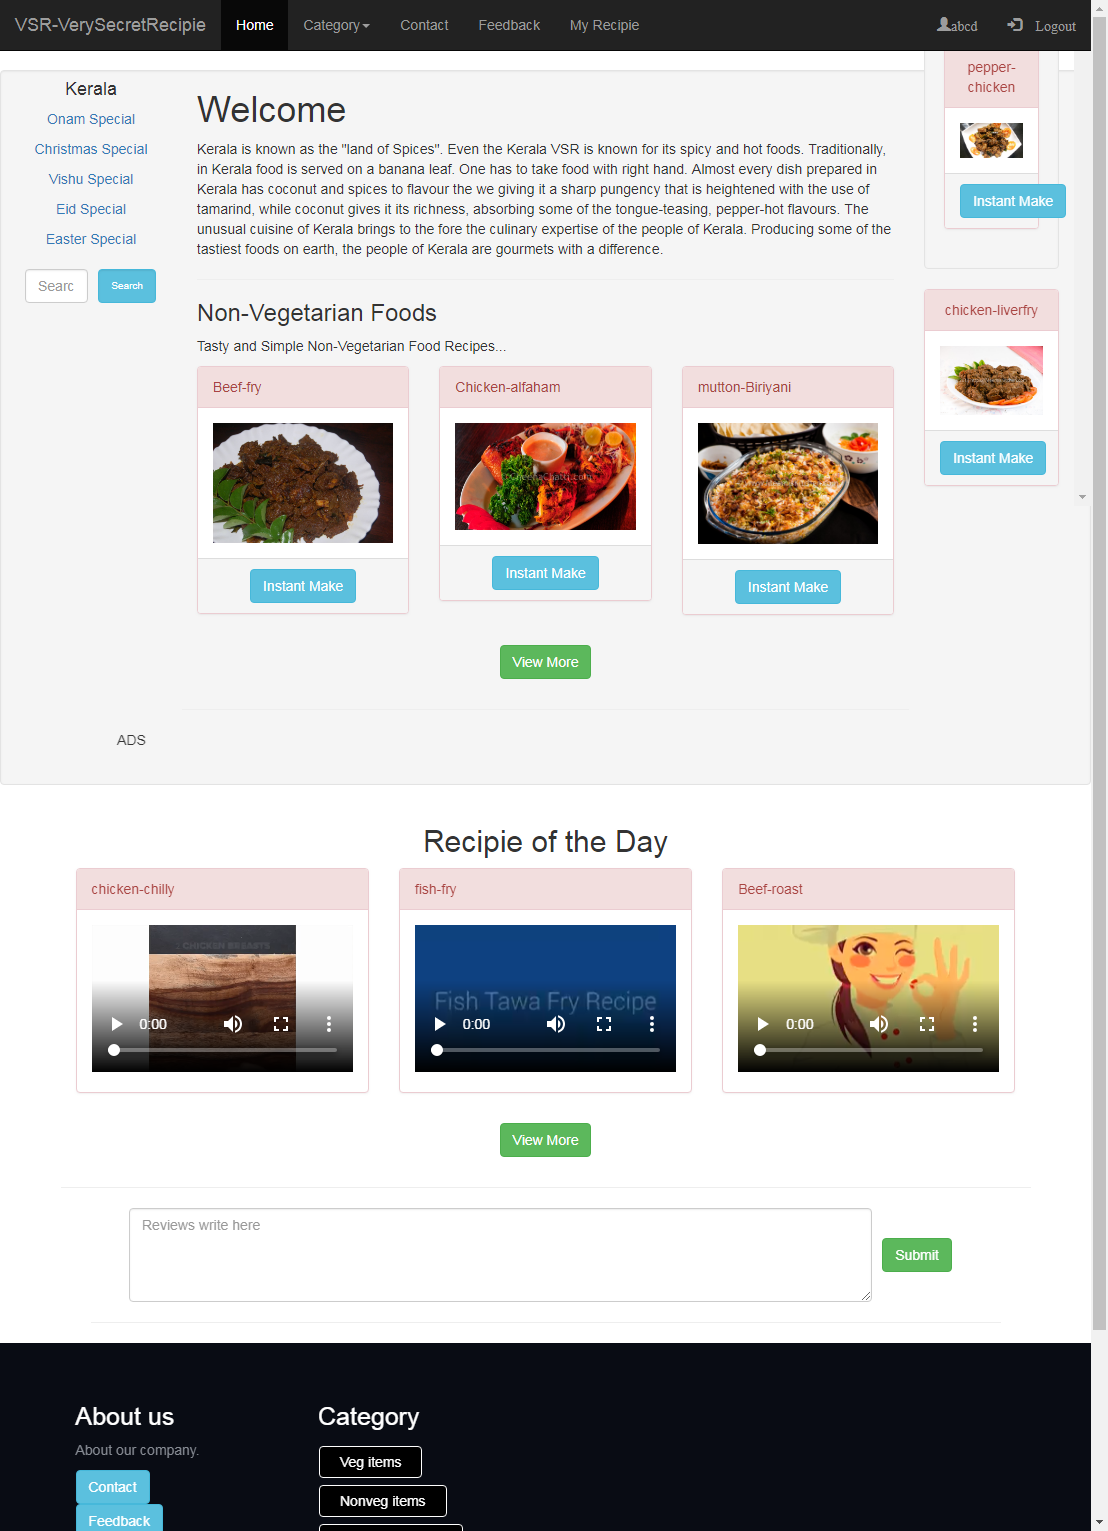 VSR-VerySecretRecipie
Home
Category
Contact
Feedback
My Recipie
abcd
Logout
Kerala
Onam Special
Christmas Special
Vishu Special
Eid Special
Easter Special
Searc
Search
Welcome
Kerala is known as the "land of Spices". Even the Kerala VSR is known for its spicy and hot foods. Traditionally,
in Kerala food is served on a banana leaf. One has to take food with right hand. Almost every dish prepared in
Kerala has coconut and spices to flavour the we giving it a sharp pungency that is heightened with the use of
tamarind, while coconut gives it its richness, absorbing some of the tongue-teasing, pepper-hot flavours. The
unusual cuisine of Kerala brings to the fore the culinary expertise of the people of Kerala. Producing some of the
tastiest foods on earth, the people of Kerala are gourmets with a difference.
Non-Vegetarian Foods
Tasty and Simple Non-Vegetarian Food Recipes...
Beef-fry
Instant Make
Chicken-alfaham
Instant Make
mutton-Biriyani
Instant Make
View More
pepper-
chicken
Instant Make
chicken-liverfry
Instant Make
ADS
Recipie of the Day
chicken-chilly
CHICKEN BREASTS
0:00
fish-fry
Fish Tawa Fry Recipe
0:00
Beef-roast
0:00
View More
Reviews write here
Submit
About us
About our company.
Contact
Feedback
Category
Veg items
Nonveg items